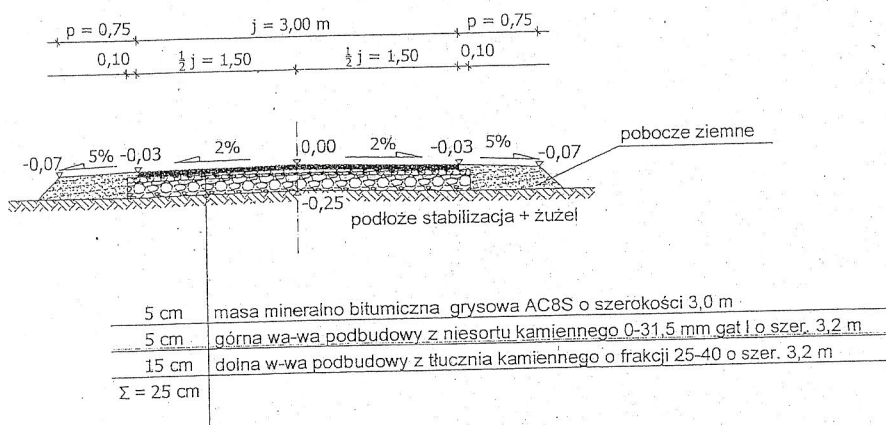 p = 0,75 j = 3,00 m p = 0,75
0,10 ½ j = 1,50 ½ j = 1,50 0,10
-0,07 5% -0,03 2% 0,00 2% -0,03 5% -0,07
pobocze ziemne
-0,25
podłoże stabilizacja + żużel
5 cm masa mineralno bitumiczna grysowa AC8S o szerokości 3,0 m
5 cm górna wa-wa podbudowy z niesortu kamiennego 0-31,5 mm gat I o szer. 3,2 m
15 cm dolna w-wa podbudowy z tłucznia kamiennego o frakcji 25-40 o szer. 3,2 m
Σ = 25 cm